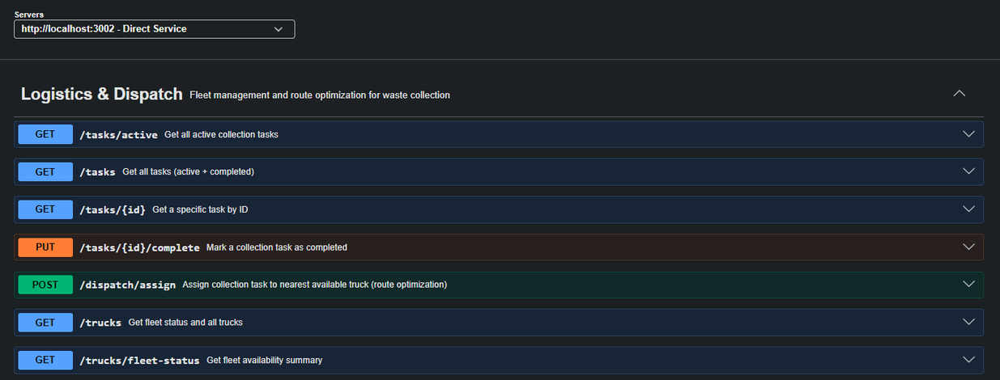 Servers
http://localhost:3002 - Direct Service
Logistics & Dispatch Fleet management and route optimization for waste collection
GET /tasks/active Get all active collection tasks
GET /tasks Get all tasks (active + completed)
GET /tasks/{id} Get a specific task by ID
PUT /tasks/{id}/complete Mark a collection task as completed
POST /dispatch/assign Assign collection task to nearest available truck (route optimization)
GET /trucks Get fleet status and all trucks
GET /trucks/fleet-status Get fleet availability summary